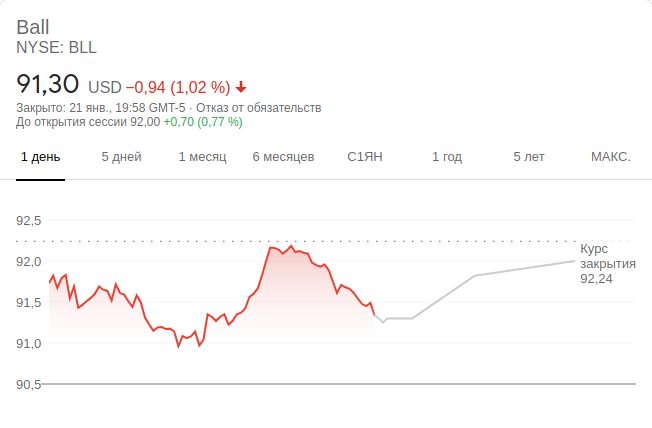 Ball
NYSE: BLL
91,30 USD −0,94 (1,02 %)
Закрыто: 21 янв., 19:58 GMT-5 · Отказ от обязательств
До открытия сессии 92,00 +0,70 (0,77 %)
1 день 5 дней 1 месяц 6 месяцев С1ЯН 1 год 5 лет МАКС.
92,5
92,0
91,5
91,0
90,5
Курс
закрытия
92,24